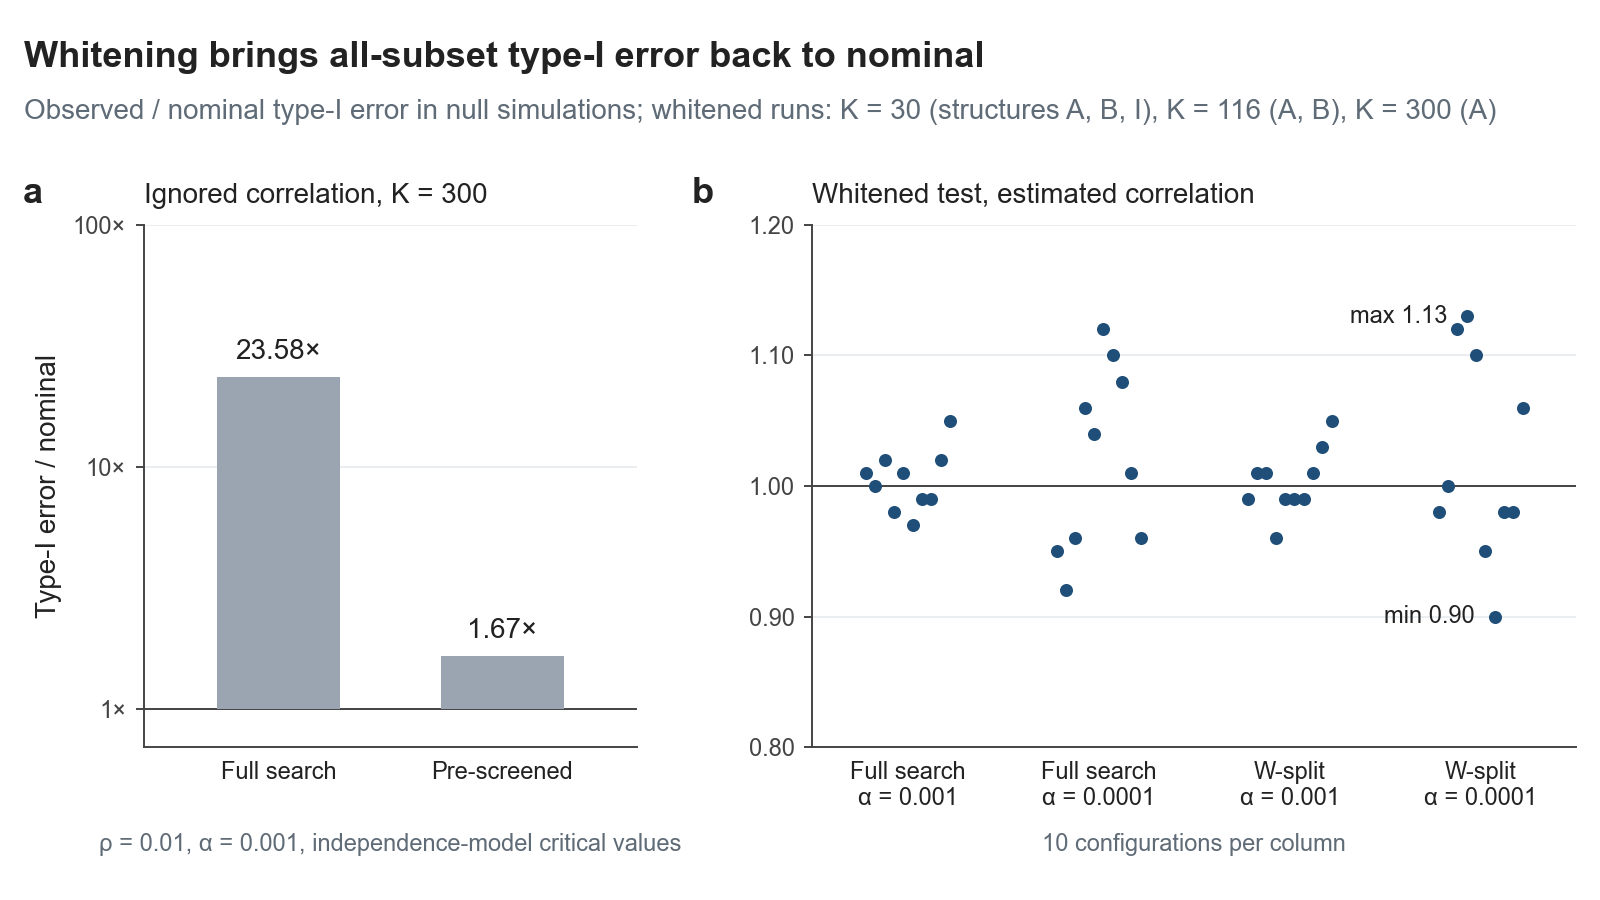 Whitening brings all-subset type-I error back to nominal
Observed / nominal type-I error in null simulations; whitened runs: K = 30 (structures A, B, I), K = 116 (A, B), K = 300 (A)
a
Ignored correlation, K = 300
100×
10×
1×
Type-I error / nominal
23.58×
1.67×
Full search
Pre-screened
ρ = 0.01, α = 0.001, independence-model critical values
b
Whitened test, estimated correlation
1.20
1.10
1.00
0.90
0.80
max 1.13
min 0.90
Full search
α = 0.001
Full search
α = 0.0001
W-split
α = 0.001
W-split
α = 0.0001
10 configurations per column